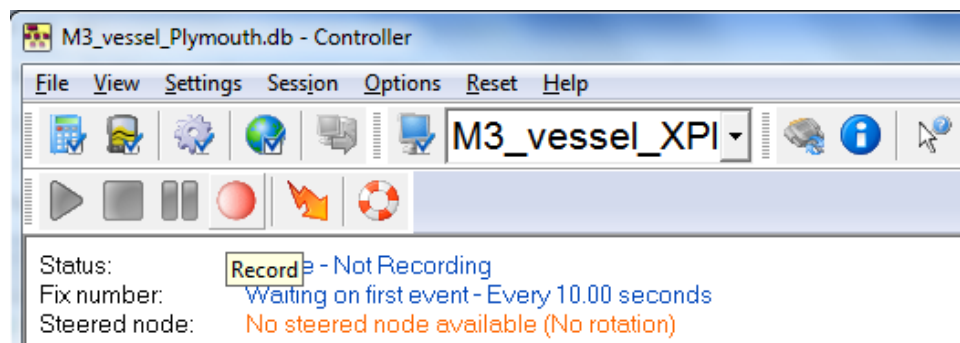 M3_vessel_Plymouth.db - Controller
File View Settings Session Options Reset Help
M3_vessel_XPl
Status: - Not Recording
Record
Fix number: Waiting on first event - Every 10.00 seconds
Steered node: No steered node available (No rotation)